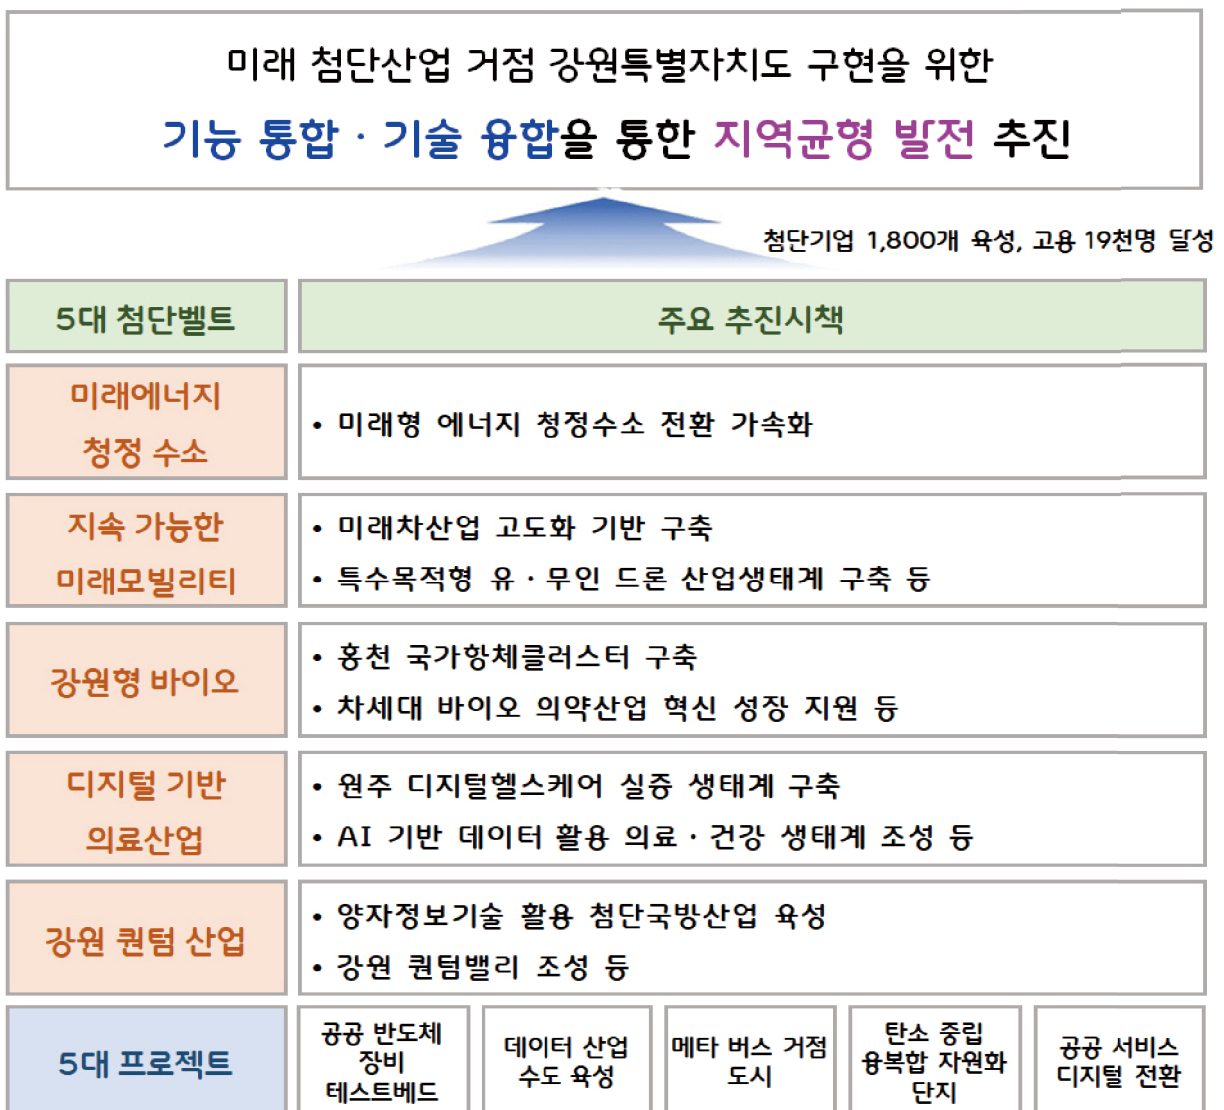 미래 첨단산업 거점 강원특별자치도 구현을 위한
기능 통합 · 기술 융합을 통한 지역균형 발전 추진
첨단기업 1,800개 육성, 고용 19천명 달성
5대 첨단벨트
주요 추진시책
미래에너지
청정 수소
• 미래형 에너지 청정수소 전환 가속화
지속 가능한
미래모빌리티
• 미래차산업 고도화 기반 구축
• 특수목적형 유 · 무인 드론 산업생태계 구축 등
강원형 바이오
• 홍천 국가항체클러스터 구축
• 차세대 바이오 의약산업 혁신 성장 지원 등
디지털 기반
의료산업
• 원주 디지털헬스케어 실증 생태계 구축
• AI 기반 데이터 활용 의료 · 건강 생태계 조성 등
강원 퀀텀 산업
• 양자정보기술 활용 첨단국방산업 육성
• 강원 퀀텀밸리 조성 등
5대 프로젝트
공공 반도체
장비
테스트베드
데이터 산업
수도 육성
메타 버스 거점
도시
탄소 중립
융복합 자원화
단지
공공 서비스
디지털 전환